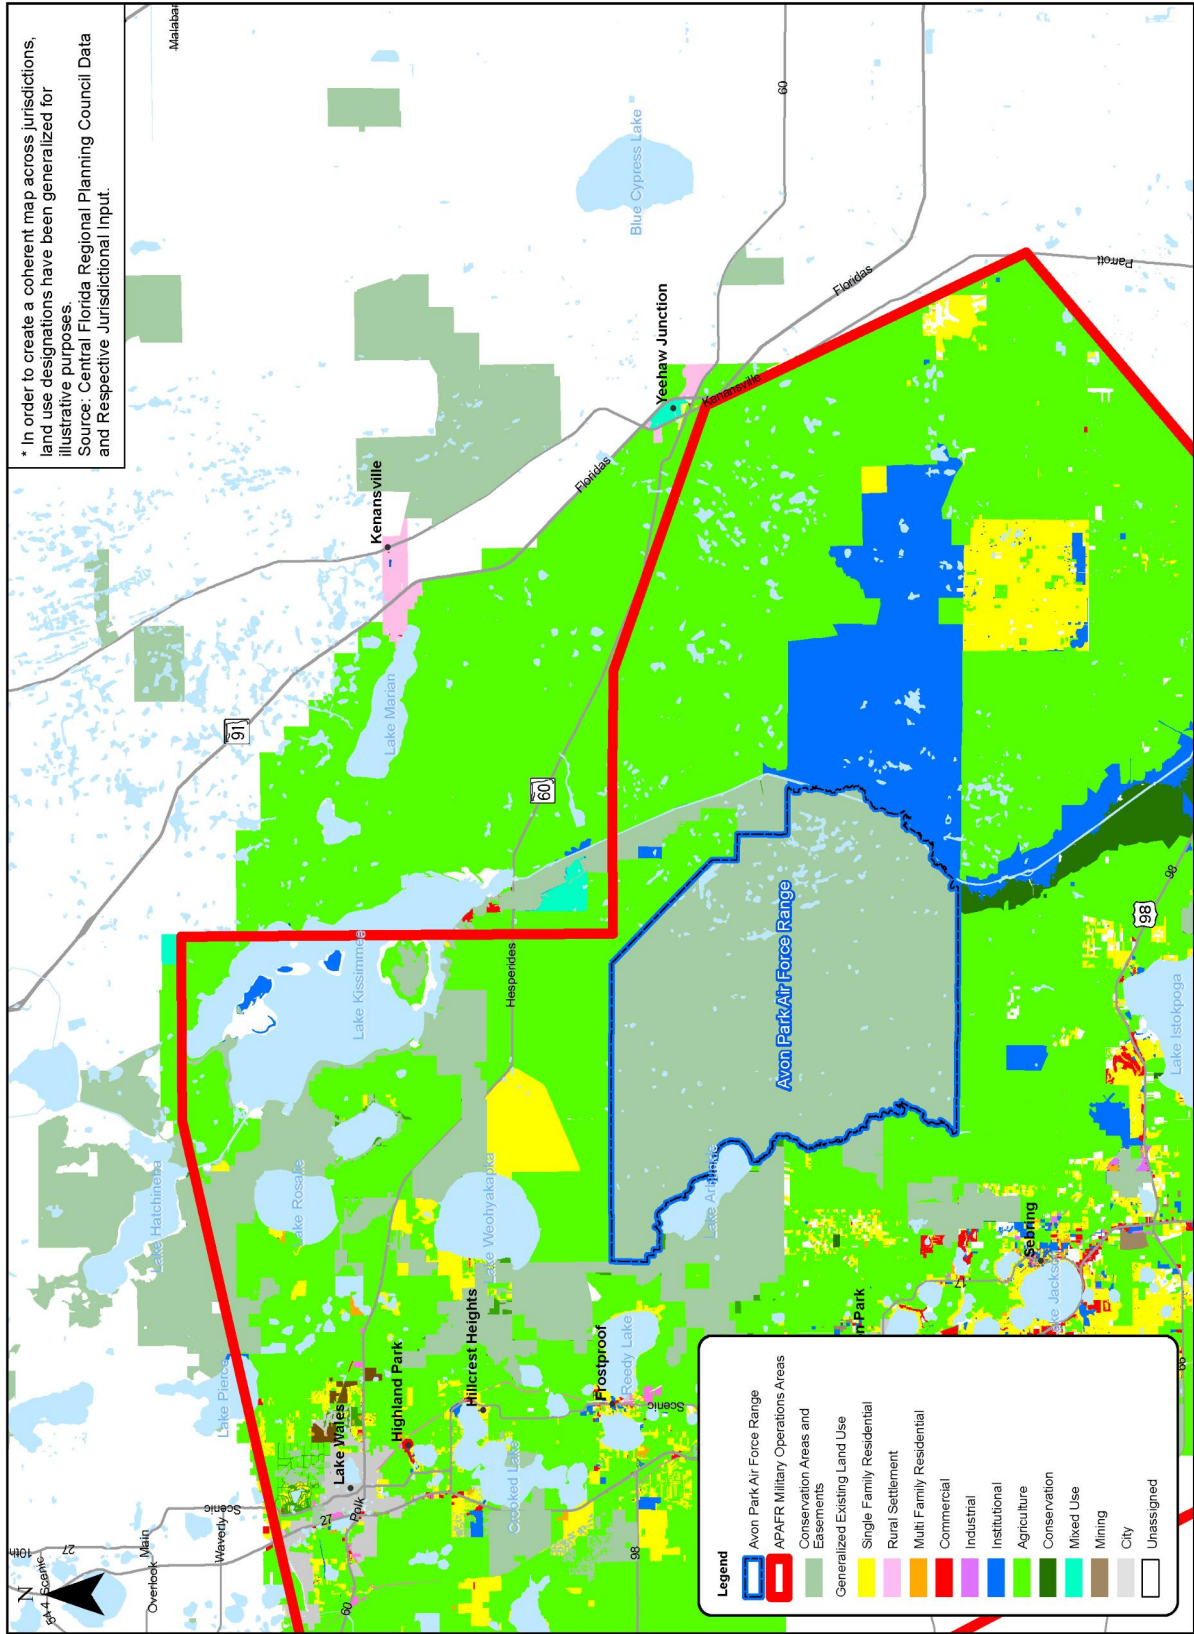 * In order to create a coherent map across jurisdictions,
land use designations have been generalized for
illustrative purposes.
Source: Central Florida Regional Planning Council Data
and Respective Jurisdictional Input.
Malabar
N
54-4 Scenic
10th
27
Overlook
Main
Waverly
Scenic
Lake Pierce
Lake Hatchineha
91
Kenansville
Blue Cypress Lake
60
Lake Marian
Floridas
Yeehaw Junction
Kenansville
Floridas
Parrott
60
Lake Kissimmee
Hesperides
Lake Rosalie
Lake Weohyakapka
Lake Wales
27
Polk
60
Highland Park
Hillcrest Heights
Crooked Lake
Frostproof
Reedy Lake
Scenic
98
Avon Park Air Force Range
Lake Arbuckle
98
98
Lake Istokpoga
Sebring
17
Lake Jackson
n Park
66
Legend
Avon Park Air Force Range
APAFR Military Operations Areas
Conservation Areas and
Easements
Generalized Existing Land Use
Single Family Residential
Rural Settlement
Multi Family Residential
Commercial
Industrial
Institutional
Agriculture
Conservation
Mixed Use
Mining
City
Unassigned